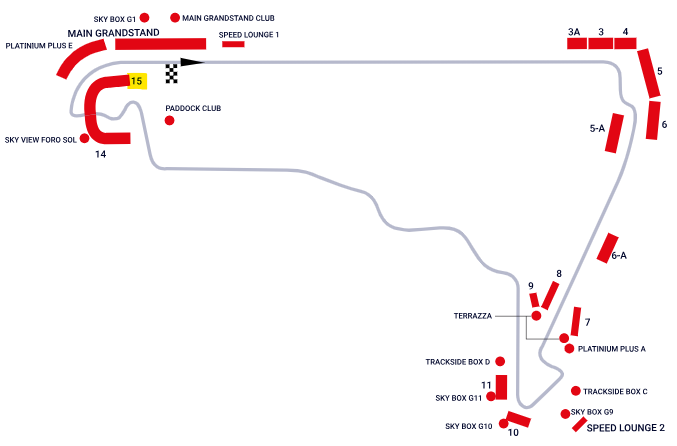 SKY BOX G1
MAIN GRANDSTAND CLUB
MAIN GRANDSTAND
SPEED LOUNGE 1
PLATINIUM PLUS E
3A
3
4
5
15
PADDOCK CLUB
6
5-A
SKY VIEW FORO SOL
14
6-A
8
9
TERRAZZA
7
PLATINIUM PLUS A
TRACKSIDE BOX D
11
TRACKSIDE BOX C
SKY BOX G11
SKY BOX G9
SKY BOX G10
SPEED LOUNGE 2
10